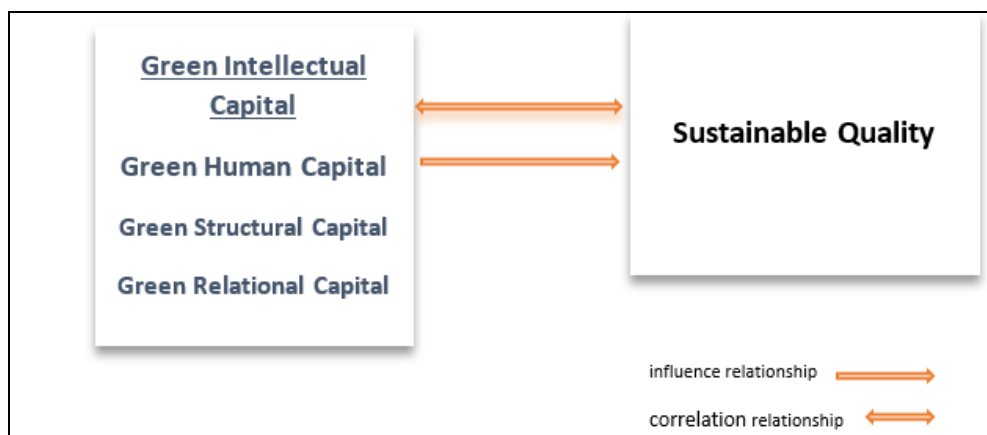 Green Intellectual
Capital
Green Human Capital
Green Structural Capital
Green Relational Capital
Sustainable Quality
influence relationship
correlation relationship